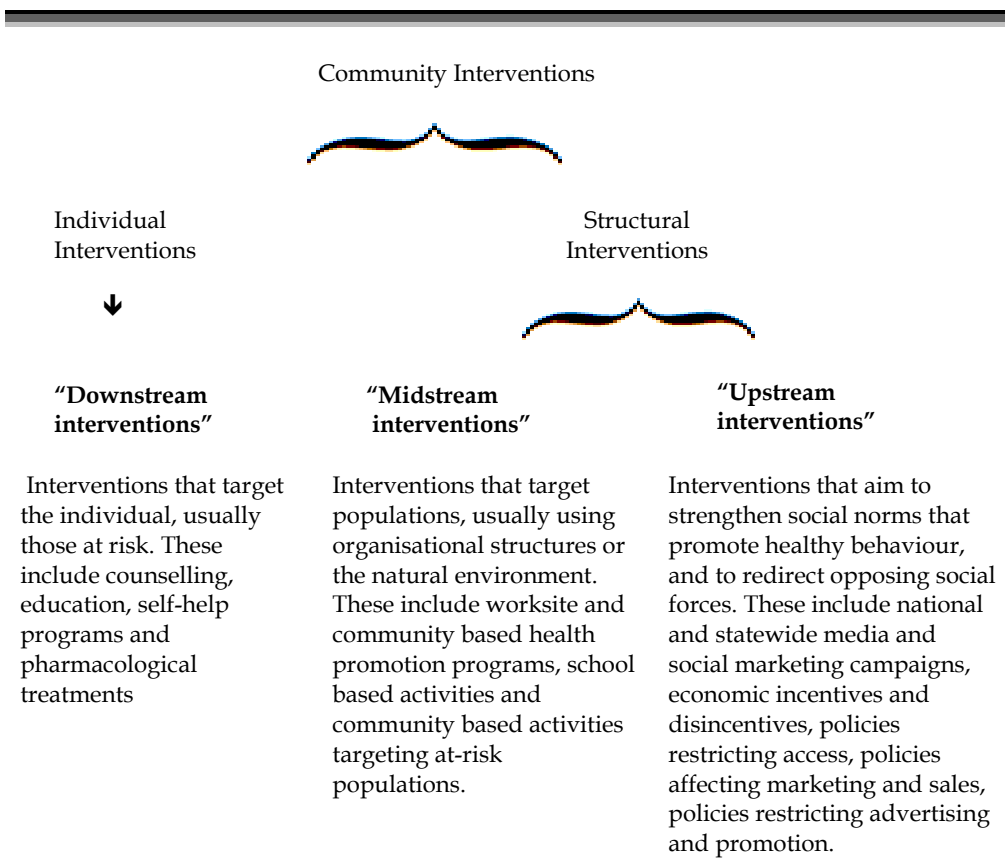 Community Interventions
Individual
Interventions
Structural
Interventions
🡳
“Downstream
interventions”
“Midstream
interventions”
“Upstream
interventions”
Interventions that target
the individual, usually
those at risk. These
include counselling,
education, self-help
programs and
pharmacological
treatments
Interventions that target
populations, usually using
organisational structures or
the natural environment.
These include worksite and
community based health
promotion programs, school
based activities and
community based activities
targeting at-risk
populations.
Interventions that aim to
strengthen social norms that
promote healthy behaviour,
and to redirect opposing social
forces. These include national
and statewide media and
social marketing campaigns,
economic incentives and
disincentives, policies
restricting access, policies
affecting marketing and sales,
policies restricting advertising
and promotion.